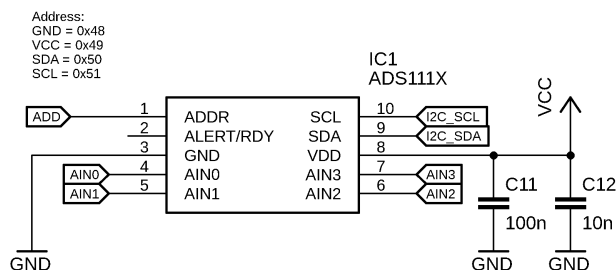 Address:
GND = 0x48
VCC = 0x49
SDA = 0x50
SCL = 0x51
IC1
ADS111X
VCC
ADD 1 ADDR SCL 10 I2C_SCL
2 ALERT/RDY SDA 9 I2C_SDA
3 GND VDD 8
AIN0 4 AIN0 AIN3 7 AIN3
AIN1 5 AIN1 AIN2 6 AIN2
C11 C12
100n 10n
GND GND GND